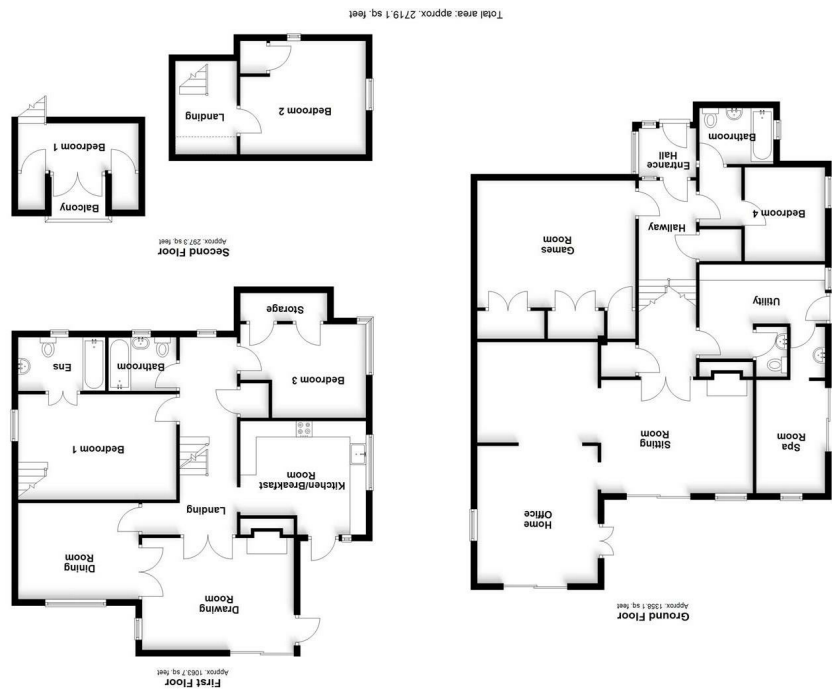 Ground Floor
Approx. 1358.1 sq. feet
Home
Office
Sitting
Room
Spa
Room
Utility
Games
Room
Hallway
Bedroom 4
Entrance
Hall
Bathroom
First Floor
Approx. 1063.7 sq. feet
Drawing
Room
Dining
Room
Landing
Kitchen/Breakfast
Room
Bedroom 1
Bedroom 3
Ens
Bathroom
Storage
Second Floor
Approx. 297.3 sq. feet
Balcony
Bedroom 1
Landing
Bedroom 2
Total area: approx. 2719.1 sq. feet